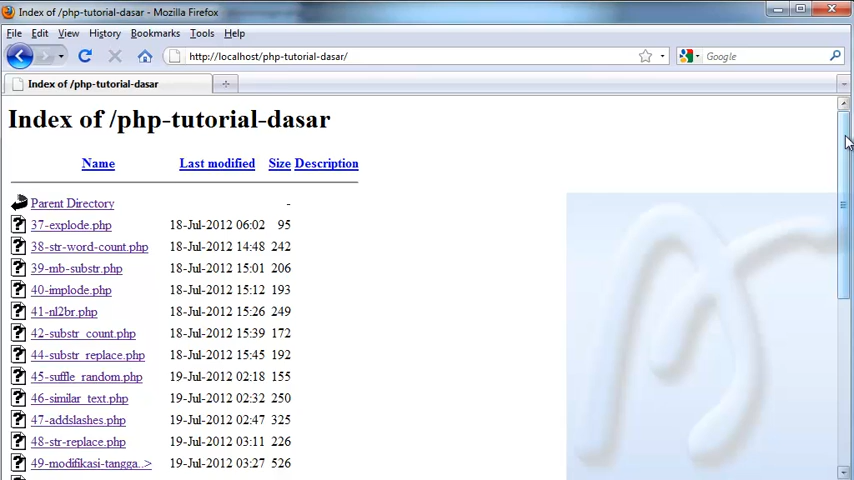 Index of /php-tutorial-dasar - Mozilla Firefox
File Edit View History Bookmarks Tools Help
http://localhost/php-tutorial-dasar/ Google
Index of /php-tutorial-dasar
Index of /php-tutorial-dasar
Name Last modified Size Description
Parent Directory -
37-explode.php 18-Jul-2012 06:02 95
38-str-word-count.php 18-Jul-2012 14:48 242
39-mb-substr.php 18-Jul-2012 15:01 206
40-implode.php 18-Jul-2012 15:12 193
41-nl2br.php 18-Jul-2012 15:26 249
42-substr_count.php 18-Jul-2012 15:39 172
44-substr_replace.php 18-Jul-2012 15:45 192
45-suffle_random.php 19-Jul-2012 02:18 155
46-similar_text.php 19-Jul-2012 02:32 250
47-addslashes.php 19-Jul-2012 02:47 325
48-str-replace.php 19-Jul-2012 03:11 226
49-modifikasi-tangga..> 19-Jul-2012 03:27 526